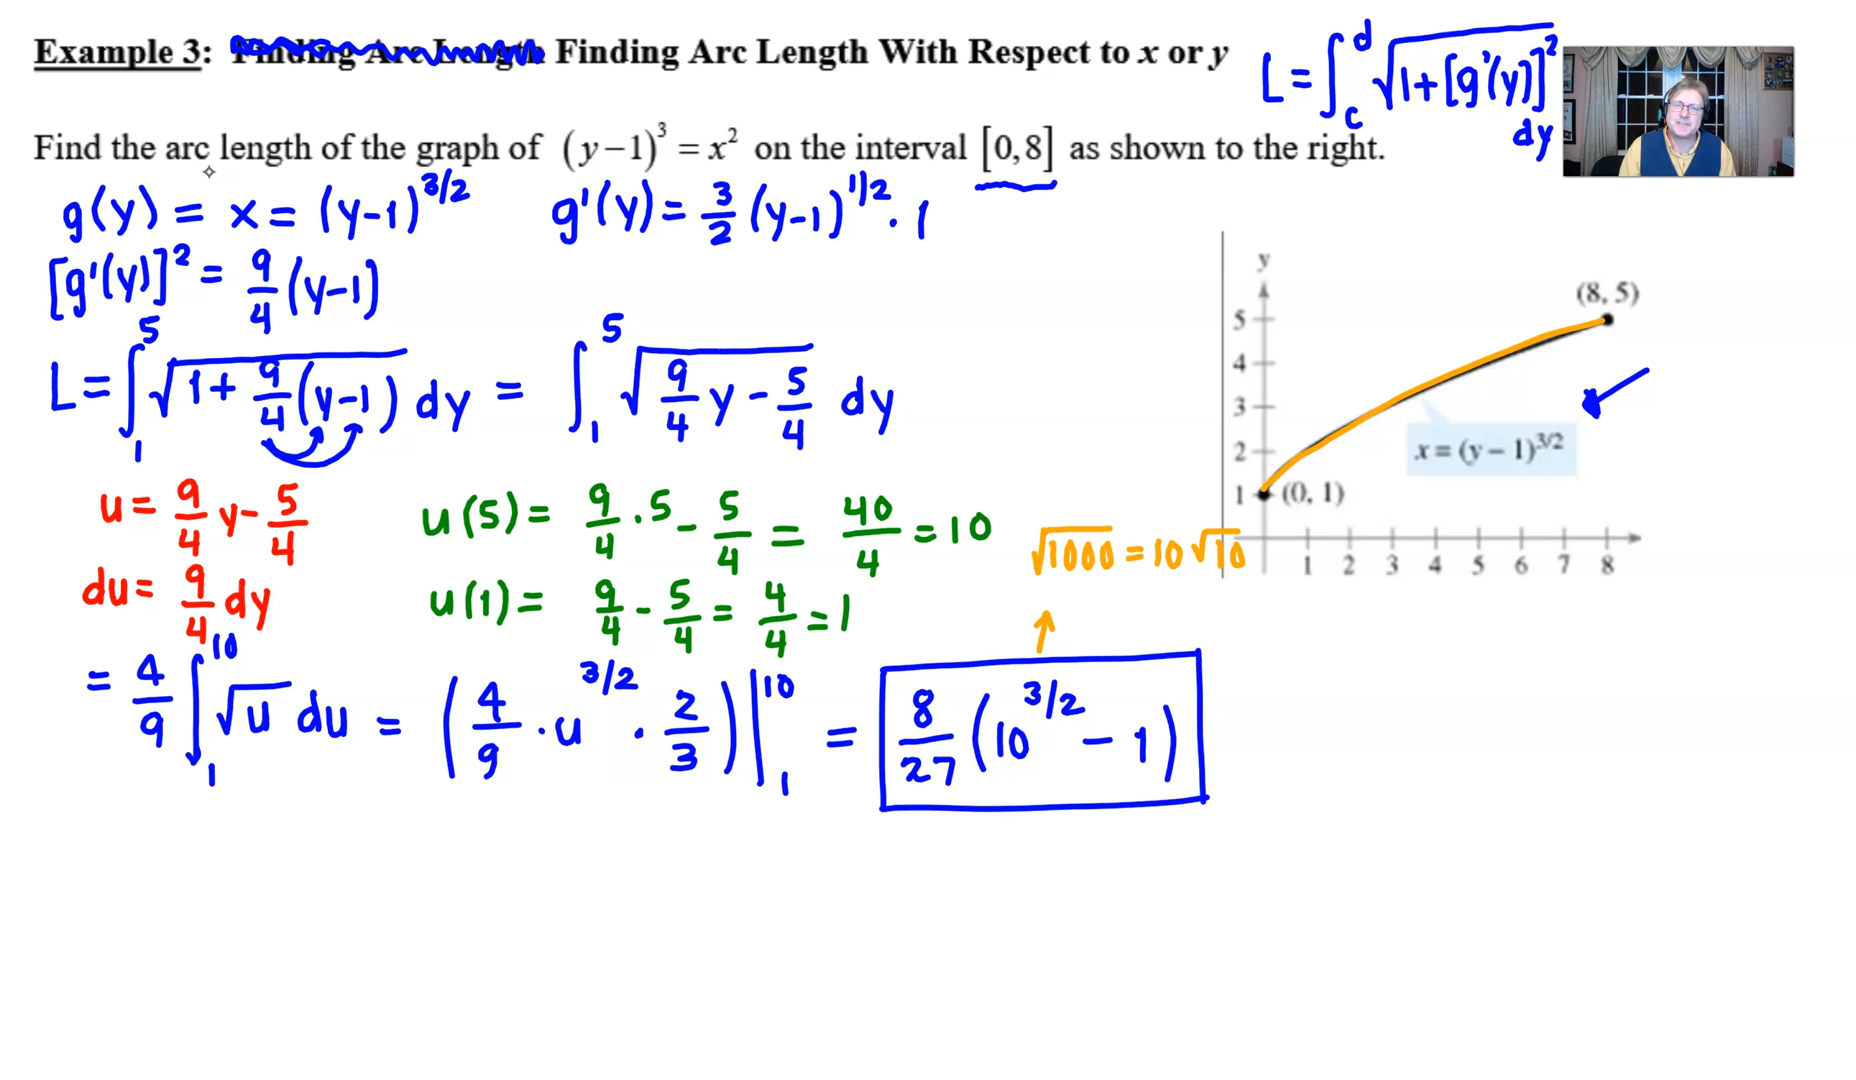 Example 3: Finding Arc Length Finding Arc Length With Respect to x or y
L = ∫_c^d √(1+[g'(y)]²) dy
Find the arc length of the graph of (y−1)³ = x² on the interval [0,8] as shown to the right.
g(y) = x = (y−1)^(3/2)    g'(y) = 3/2 (y−1)^(1/2) · 1
[g'(y)]² = 9/4 (y−1)
L = ∫_1^5 √(1 + 9/4 (y−1)) dy = ∫_1^5 √(9/4 y − 5/4) dy
u = 9/4 y − 5/4    u(5) = 9/4 · 5 − 5/4 = 40/4 = 10
du = 9/4 dy    u(1) = 9/4 − 5/4 = 4/4 = 1
√1000 = 10√10
= 4/9 ∫_1^10 √u du = (4/9 · u^(3/2) · 2/3) |_1^10 = 8/27 (10^(3/2) − 1)
y
(8, 5)
5
4
3
2
1
x = (y − 1)^(3/2)
(0, 1)
1 2 3 4 5 6 7 8